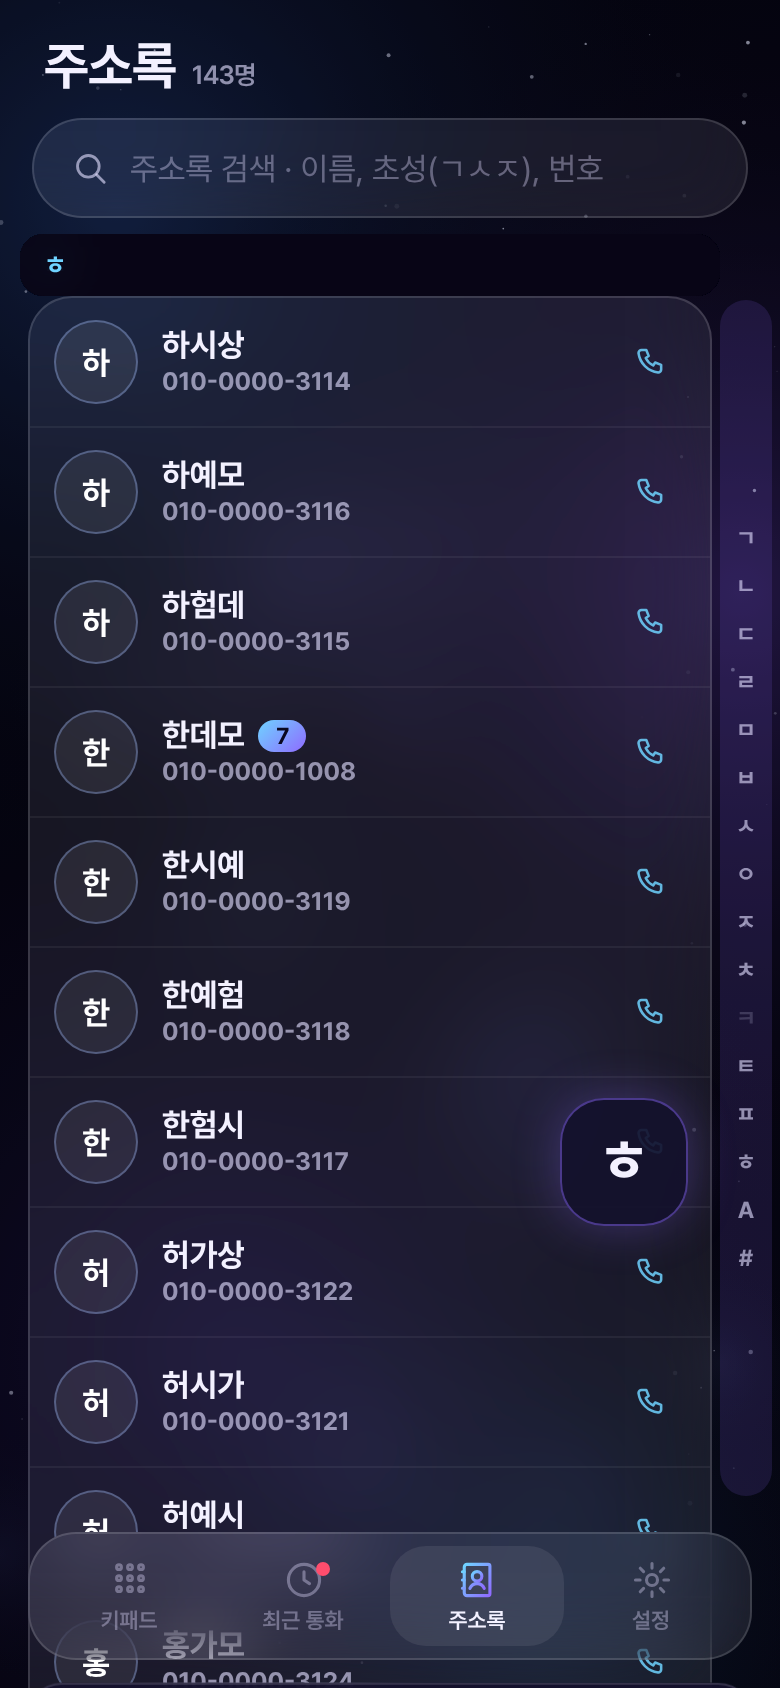 주소록 143명
주소록 검색 · 이름, 초성(ㄱㅅㅈ), 번호
ㅎ
하 하시상
010-0000-3114
하 하예모
010-0000-3116
하 하험데
010-0000-3115
한 한데모 7
010-0000-1008
한 한시예
010-0000-3119
한 한예험
010-0000-3118
한 한험시
010-0000-3117
ㅎ
허 허가상
010-0000-3122
허 허시가
010-0000-3121
허 허예시
홍 홍가모
010-0000-3124
ㄱ
ㄴ
ㄷ
ㄹ
ㅁ
ㅂ
ㅅ
ㅇ
ㅈ
ㅊ
ㅋ
ㅌ
ㅍ
ㅎ
A
#
키패드 최근 통화 주소록 설정